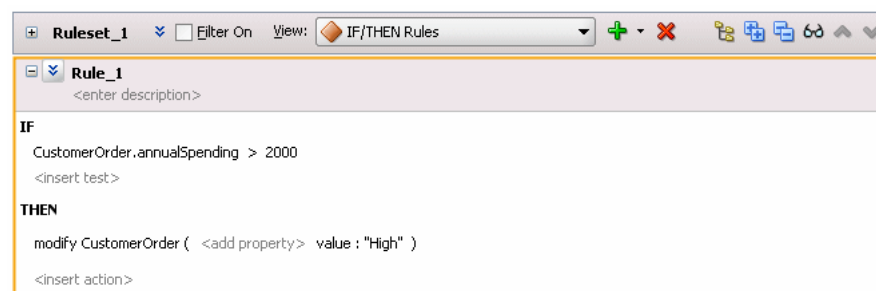 Ruleset_1 Filter On View: IF/THEN Rules
Rule_1
<enter description>
IF
CustomerOrder.annualSpending > 2000
<insert test>
THEN
modify CustomerOrder ( <add property> value : "High" )
<insert action>